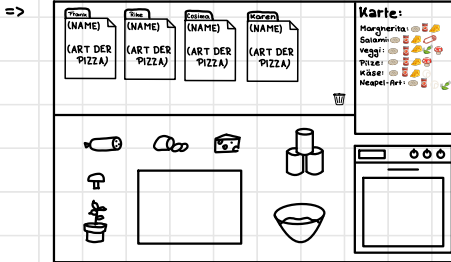 =>
Frank
Rike
Cosima
Karen
(NAME)
(ART DER
PIZZA)
(NAME)
(ART DER
PIZZA)
(NAME)
(ART DER
PIZZA)
(NAME)
(ART DER
PIZZA)
Karte:
Margherita:
Salami:
Veggi:
Pilze:
Käse:
Neapel-Art: